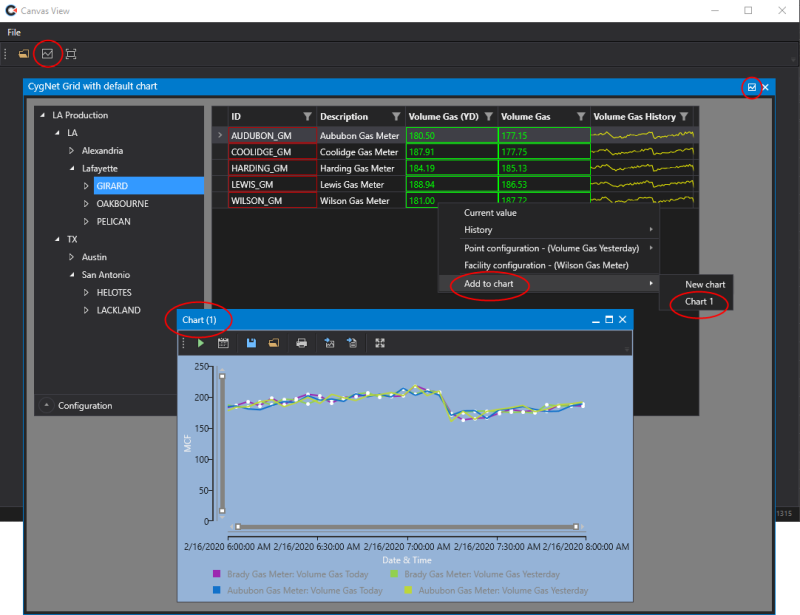 Canvas View
File
CygNet Grid with default chart
LA Production
LA
Alexandria
Lafayette
GIRARD
OAKBOURNE
PELICAN
TX
Austin
San Antonio
HELOTES
LACKLAND
Configuration
ID Description Volume Gas (YD) Volume Gas Volume Gas History
AUDUBON_GM Aububon Gas Meter 180.50 177.15
COOLIDGE_GM Coolidge Gas Meter 187.91 177.75
HARDING_GM Harding Gas Meter 184.19 185.13
LEWIS_GM Lewis Gas Meter 188.94 186.53
WILSON_GM Wilson Gas Meter 181.00 187.72
Current value
History
Point configuration - (Volume Gas Yesterday)
Facility configuration - (Wilson Gas Meter)
Add to chart
New chart
Chart 1
Chart (1)
250
200
150
100
50
0
MCF
2/16/2020 6:00:00 AM 2/16/2020 6:30:00 AM 2/16/2020 7:00:00 AM 2/16/2020 7:30:00 AM 2/16/2020 8:00:00 AM
Date & Time
Brady Gas Meter: Volume Gas Today Brady Gas Meter: Volume Gas Yesterday
Aububon Gas Meter: Volume Gas Today Aububon Gas Meter: Volume Gas Yesterday
1315